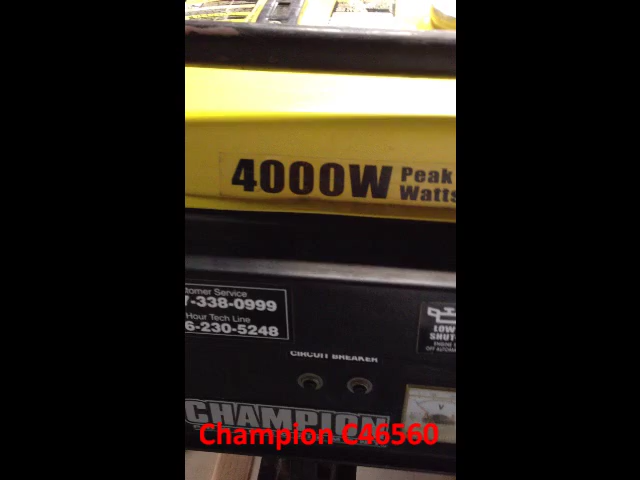 4000W Peak
Watts
tomer Service
7-338-0999
Hour Tech Line
6-230-5248
LOW
SHUT-
CIRCUIT BREAKER
CHAMPION
Champion C46560